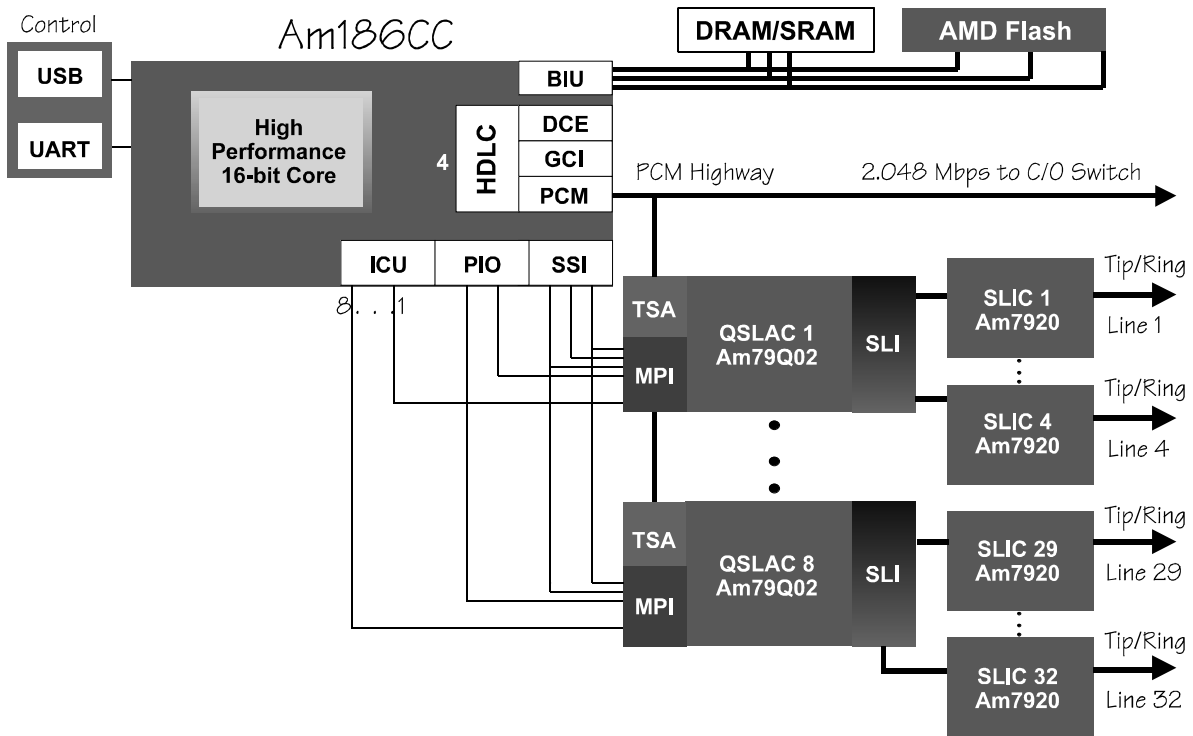 Control
Am186CC
DRAM/SRAM
AMD Flash
USB
UART
BIU
High
Performance
16-bit Core
4
HDLC
DCE
GCI
PCM
PCM Highway
2.048 Mbps to C/O Switch
ICU
PIO
SSI
8. . .1
TSA
MPI
QSLAC 1
Am79Q02
SLI
SLIC 1
Am7920
Tip/Ring
Line 1
SLIC 4
Am7920
Tip/Ring
Line 4
TSA
MPI
QSLAC 8
Am79Q02
SLI
SLIC 29
Am7920
Tip/Ring
Line 29
SLIC 32
Am7920
Tip/Ring
Line 32